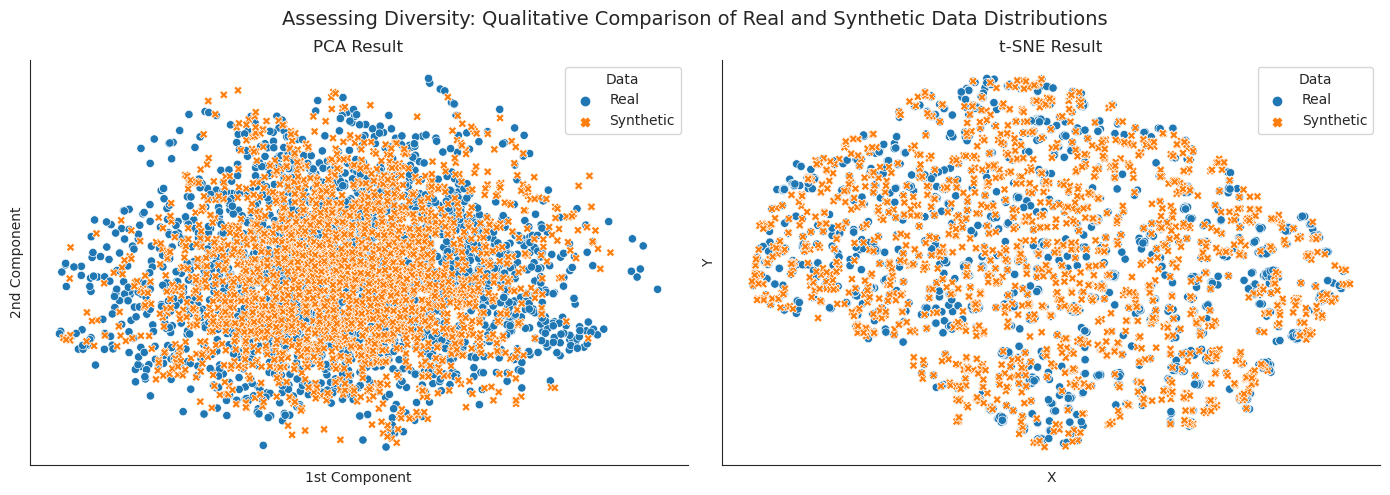 Assessing Diversity: Qualitative Comparison of Real and Synthetic Data Distributions
PCA Result
Data
Real
Synthetic
2nd Component
1st Component
t-SNE Result
Data
Real
Synthetic
Y
X